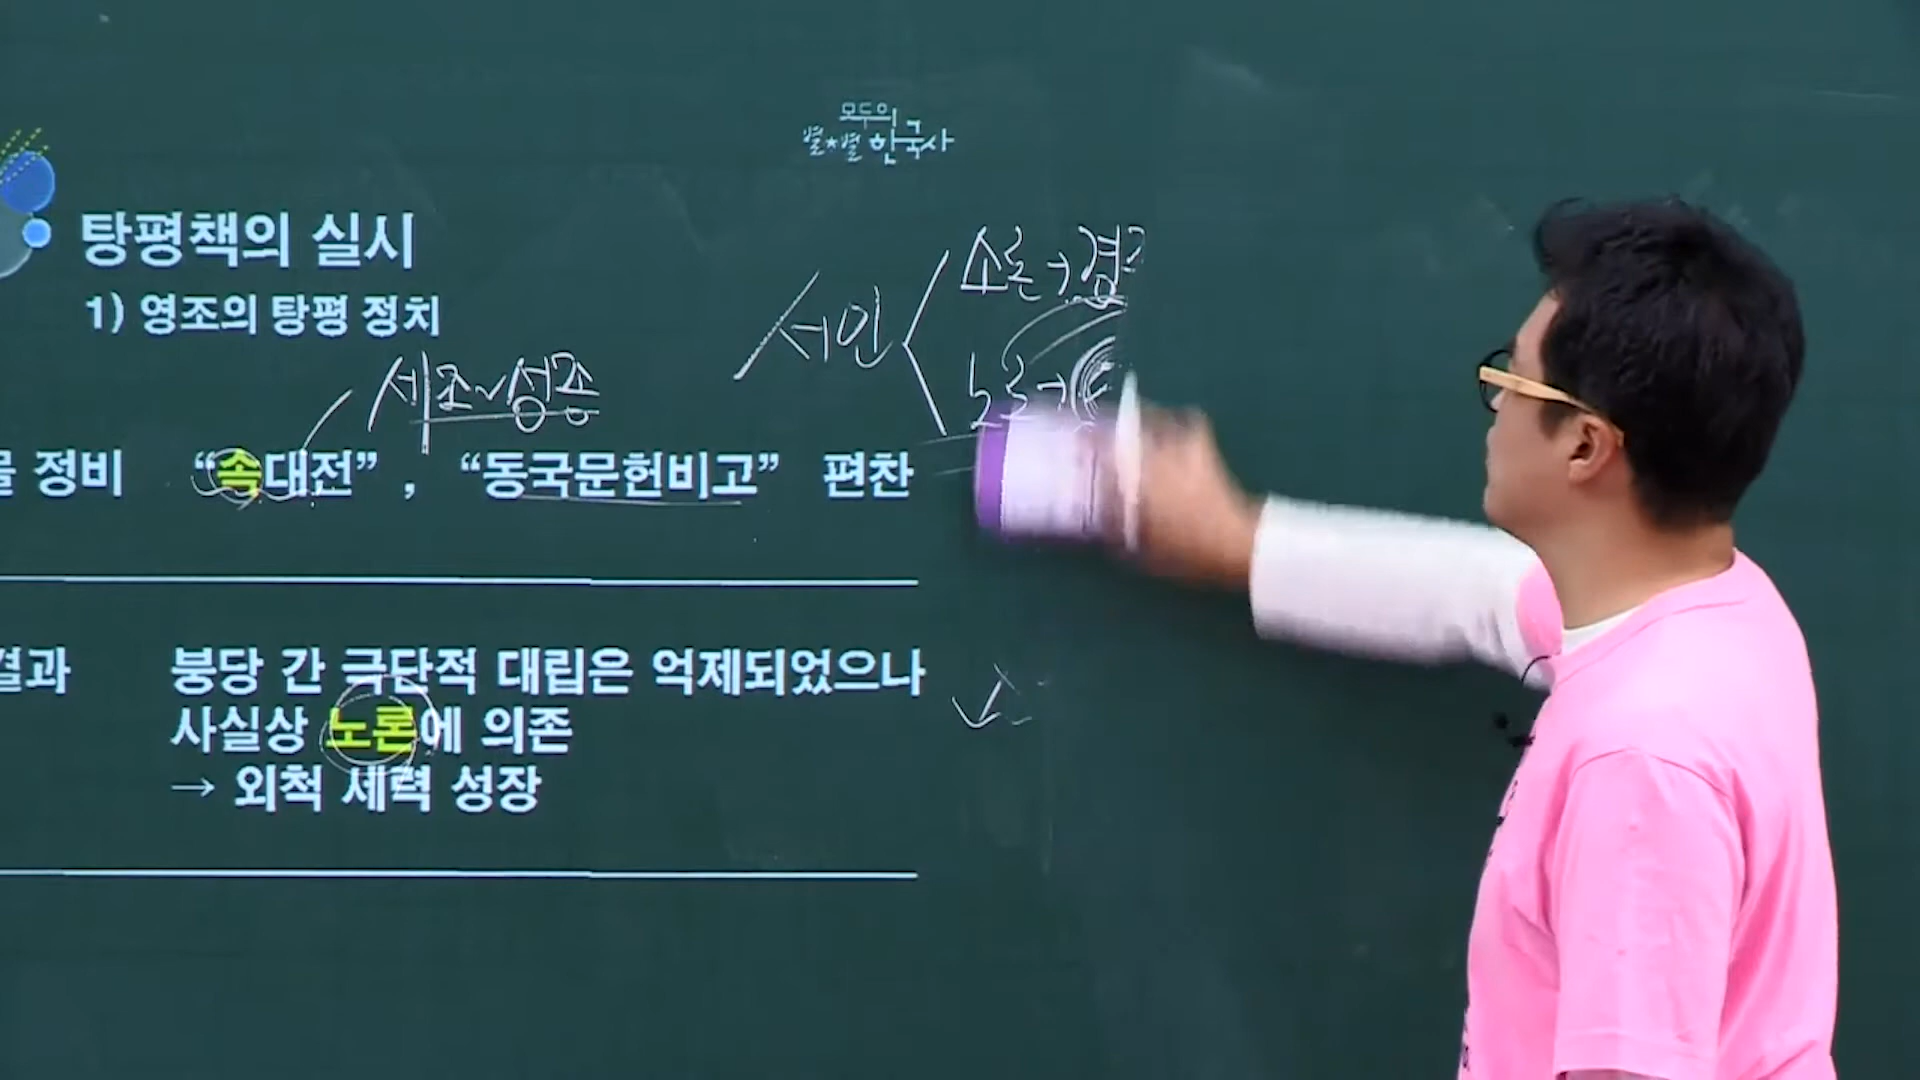 모두의
별★별 한국사
탕평책의 실시
1) 영조의 탕평 정치
서인
소론→경
노론→
세조~성종
정비 “속대전”, “동국문헌비고” 편찬
결과 붕당 간 극단적 대립은 억제되었으나
사실상 노론에 의존
→ 외척 세력 성장